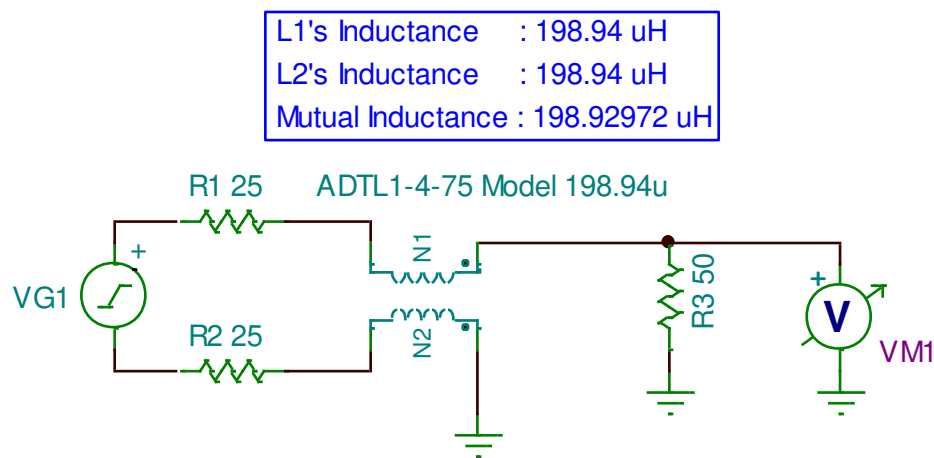 L1's Inductance : 198.94 uH
L2's Inductance : 198.94 uH
Mutual Inductance : 198.92972 uH
R1 25
ADTL1-4-75 Model 198.94u
N1
+
VG1
R3 50
+
V
R2 25
N2
VM1